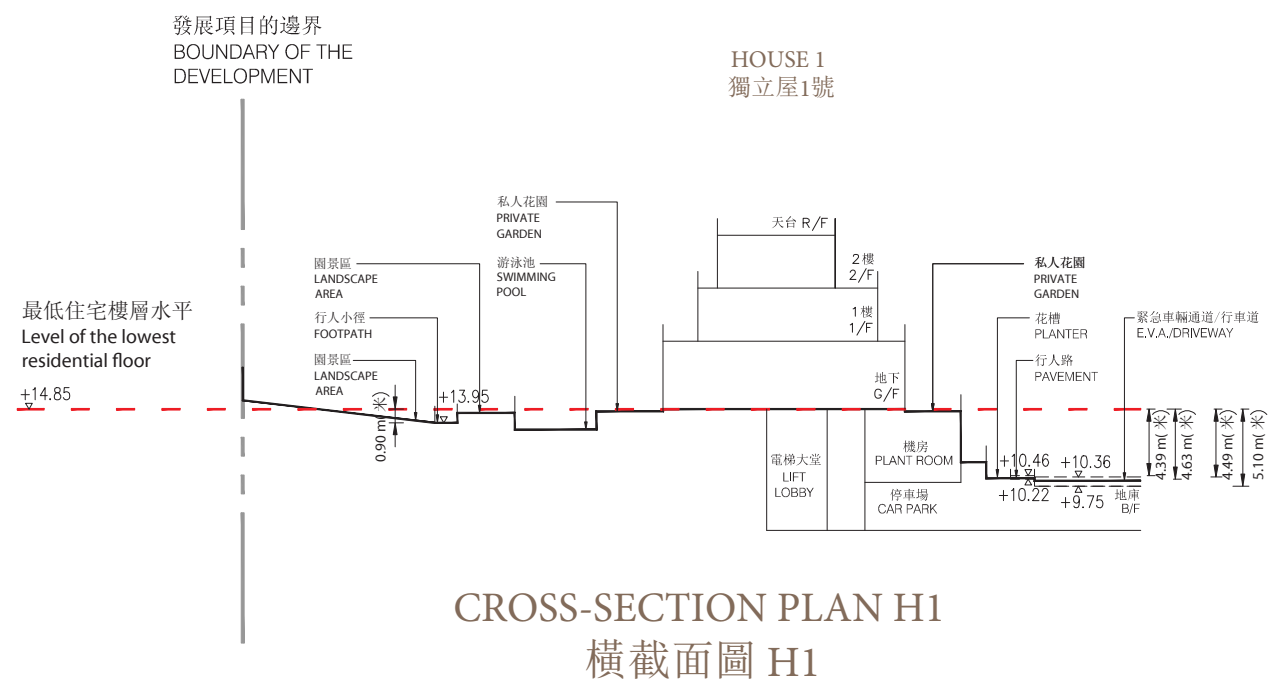 發展項目的邊界
BOUNDARY OF THE
DEVELOPMENT
HOUSE 1
獨立屋1號
最低住宅樓層水平
Level of the lowest
residential floor
+14.85
園景區
LANDSCAPE
AREA
行人小徑
FOOTPATH
園景區
LANDSCAPE
AREA
0.90 m(米)
+13.95
私人花園
PRIVATE
GARDEN
游泳池
SWIMMING
POOL
天台 R/F
2樓
2/F
1樓
1/F
地下
G/F
電梯大堂
LIFT
LOBBY
機房
PLANT ROOM
停車場
CAR PARK
私人花園
PRIVATE
GARDEN
花槽
PLANTER
行人路
PAVEMENT
緊急車輛通道/行車道
E.V.A./DRIVEWAY
+10.46
+10.36
+10.22
+9.75
地庫
B/F
4.39 m(米)
4.63 m(米)
4.49 m(米)
5.10 m(米)
CROSS-SECTION PLAN H1
橫截面圖 H1